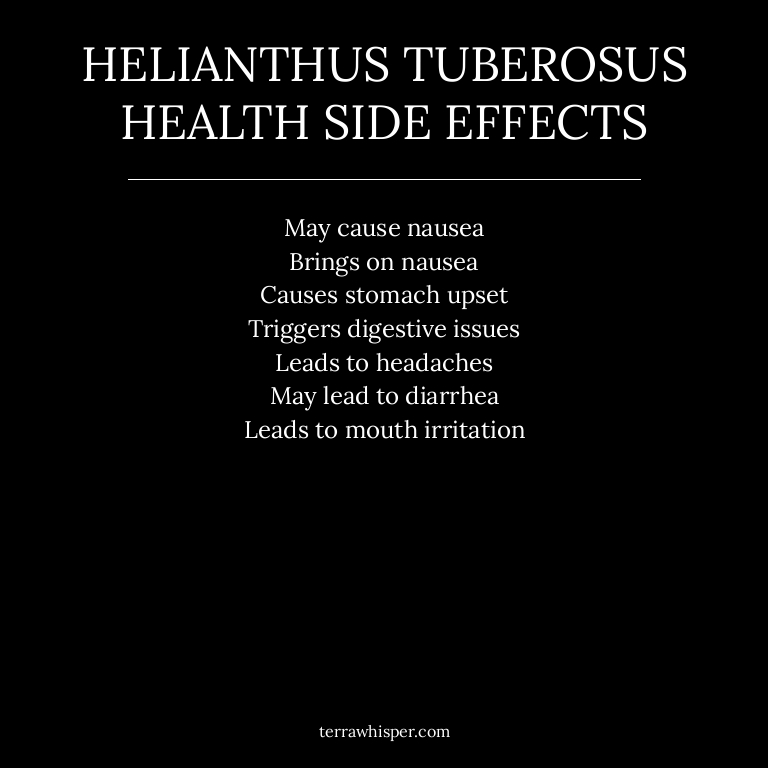 HELIANTHUS TUBEROSUS
HEALTH SIDE EFFECTS
May cause nausea
Brings on nausea
Causes stomach upset
Triggers digestive issues
Leads to headaches
May lead to diarrhea
Leads to mouth irritation
terrawhisper.com